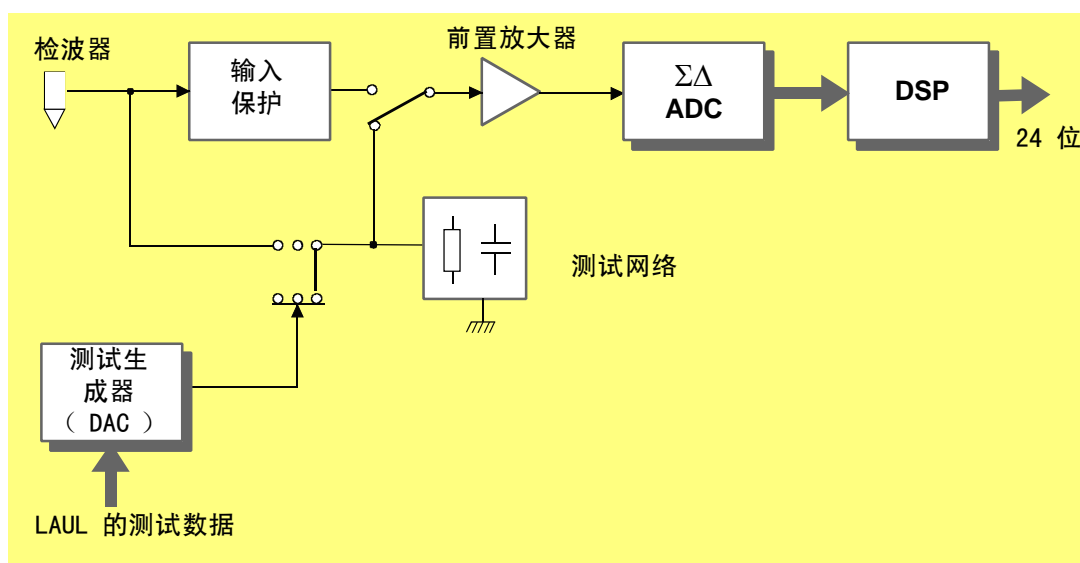 检波器
输入
保护
前置放大器
ΣΔ
ADC
DSP
24 位
测试网络
测试生
成器
( DAC )
LAUL 的测试数据